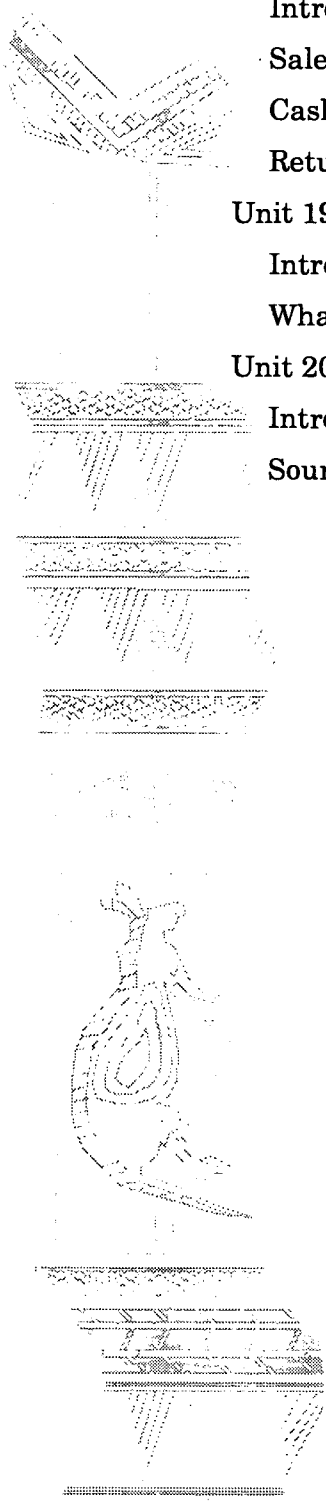 Intro
Sale
Cash
Retu
Unit 19
Intro
Wha
Unit 20
Intro
Sour